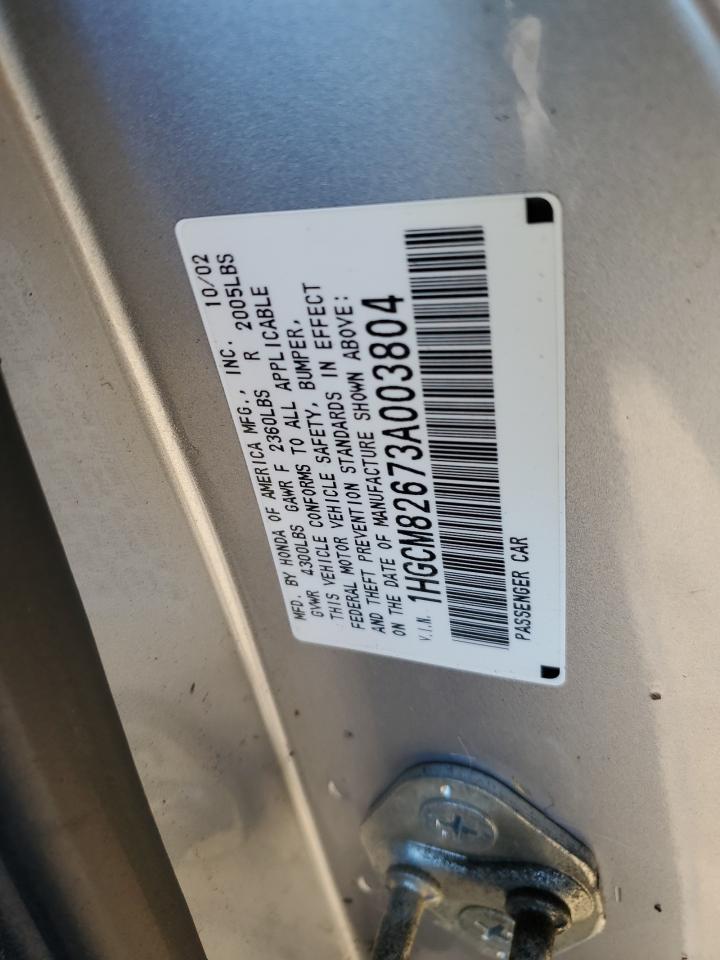 MFD. BY HONDA OF AMERICA MFG., INC. 10/02
GVWR 4300LBS GAWR F 2360LBS R 2005LBS
THIS VEHICLE CONFORMS TO ALL APPLICABLE
FEDERAL MOTOR VEHICLE SAFETY, BUMPER,
AND THEFT PREVENTION STANDARDS IN EFFECT
ON THE DATE OF MANUFACTURE SHOWN ABOVE:
V.I.N. 1HGCM82673A003804
PASSENGER CAR